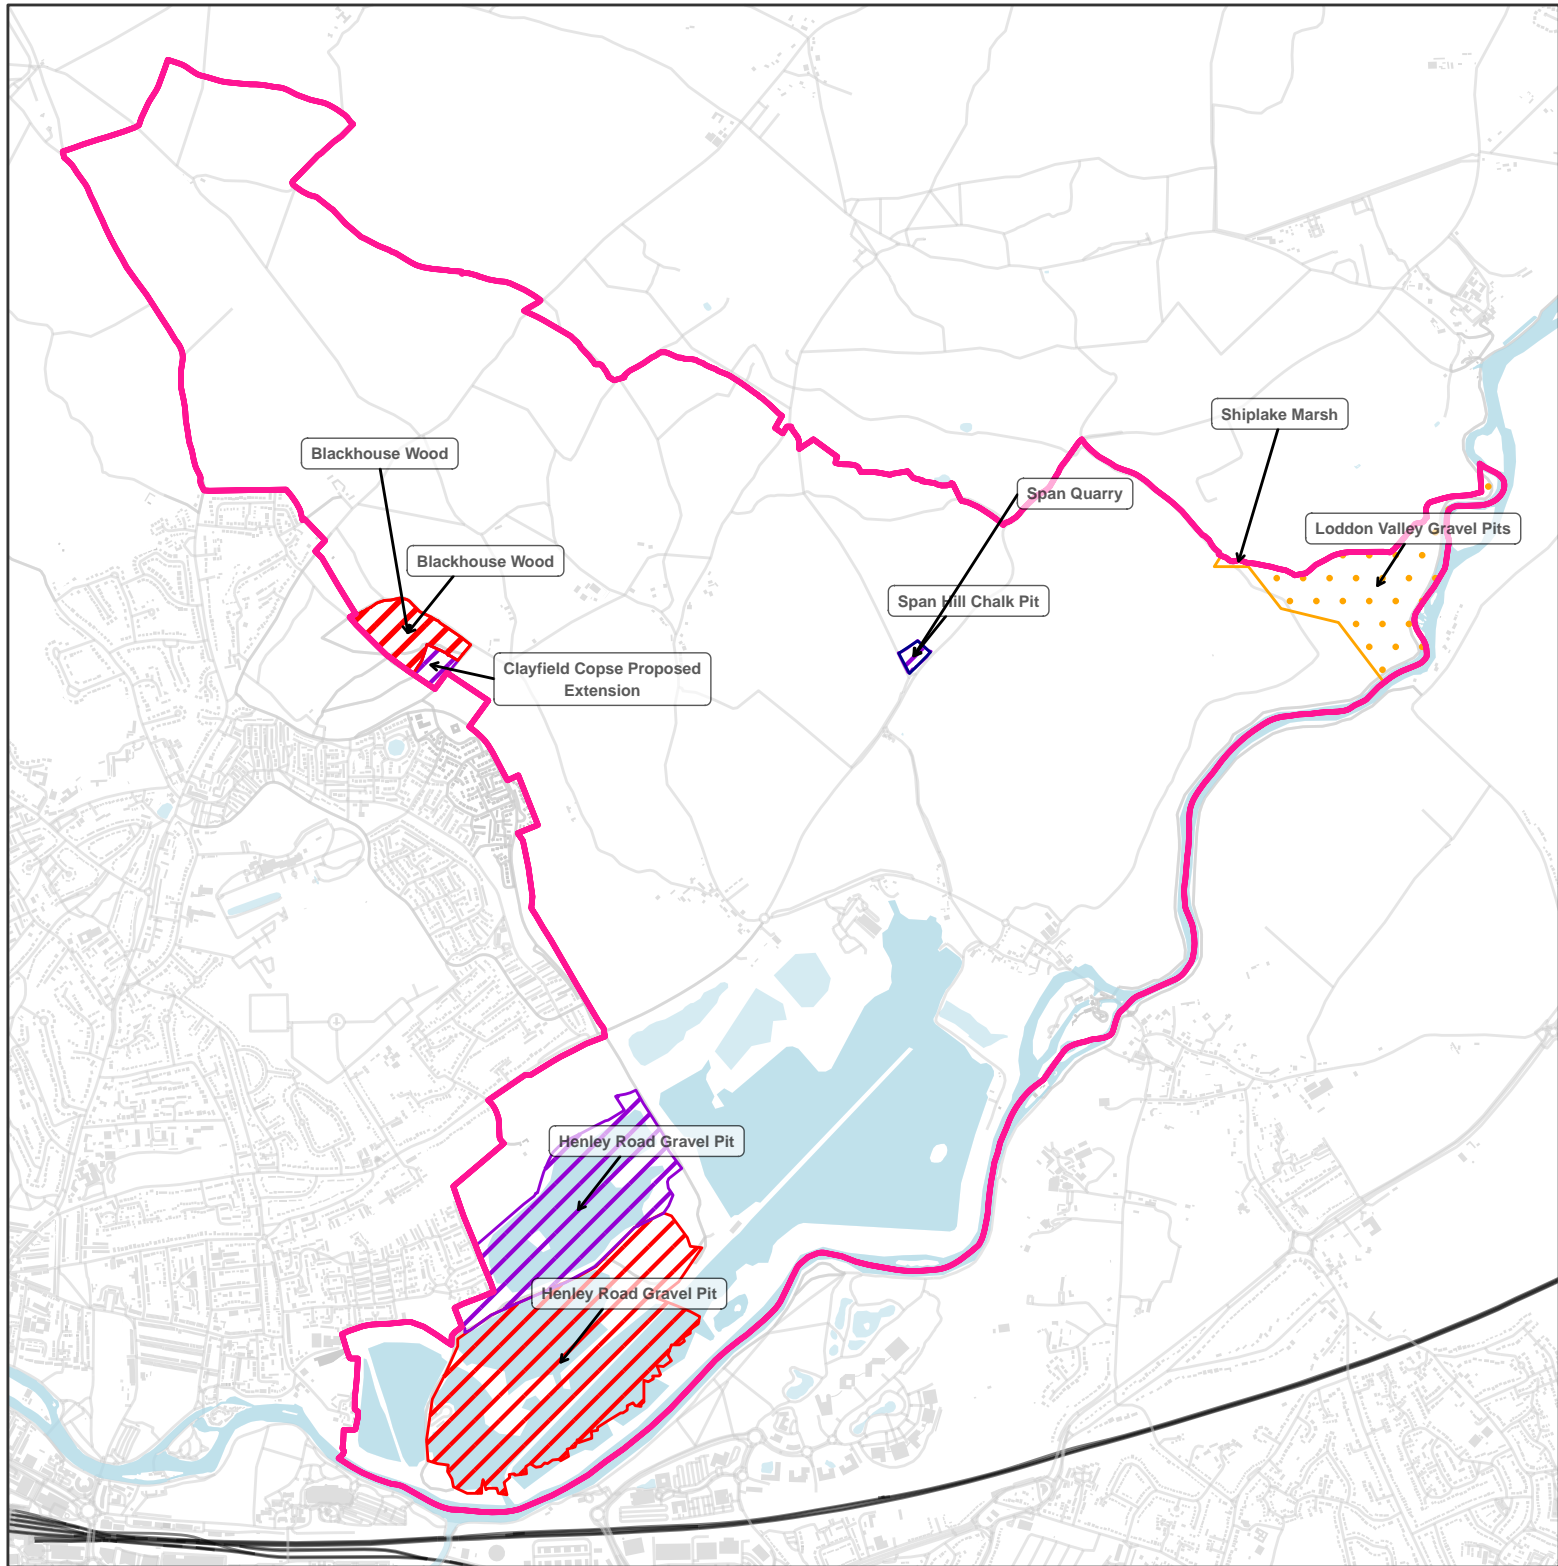 Shiplake Marsh
Blackhouse Wood
Span Quarry
Loddon Valley Gravel Pits
Blackhouse Wood
Span Hill Chalk Pit
Clayfield Copse Proposed
Extension
Henley Road Gravel Pit
Henley Road Gravel Pit